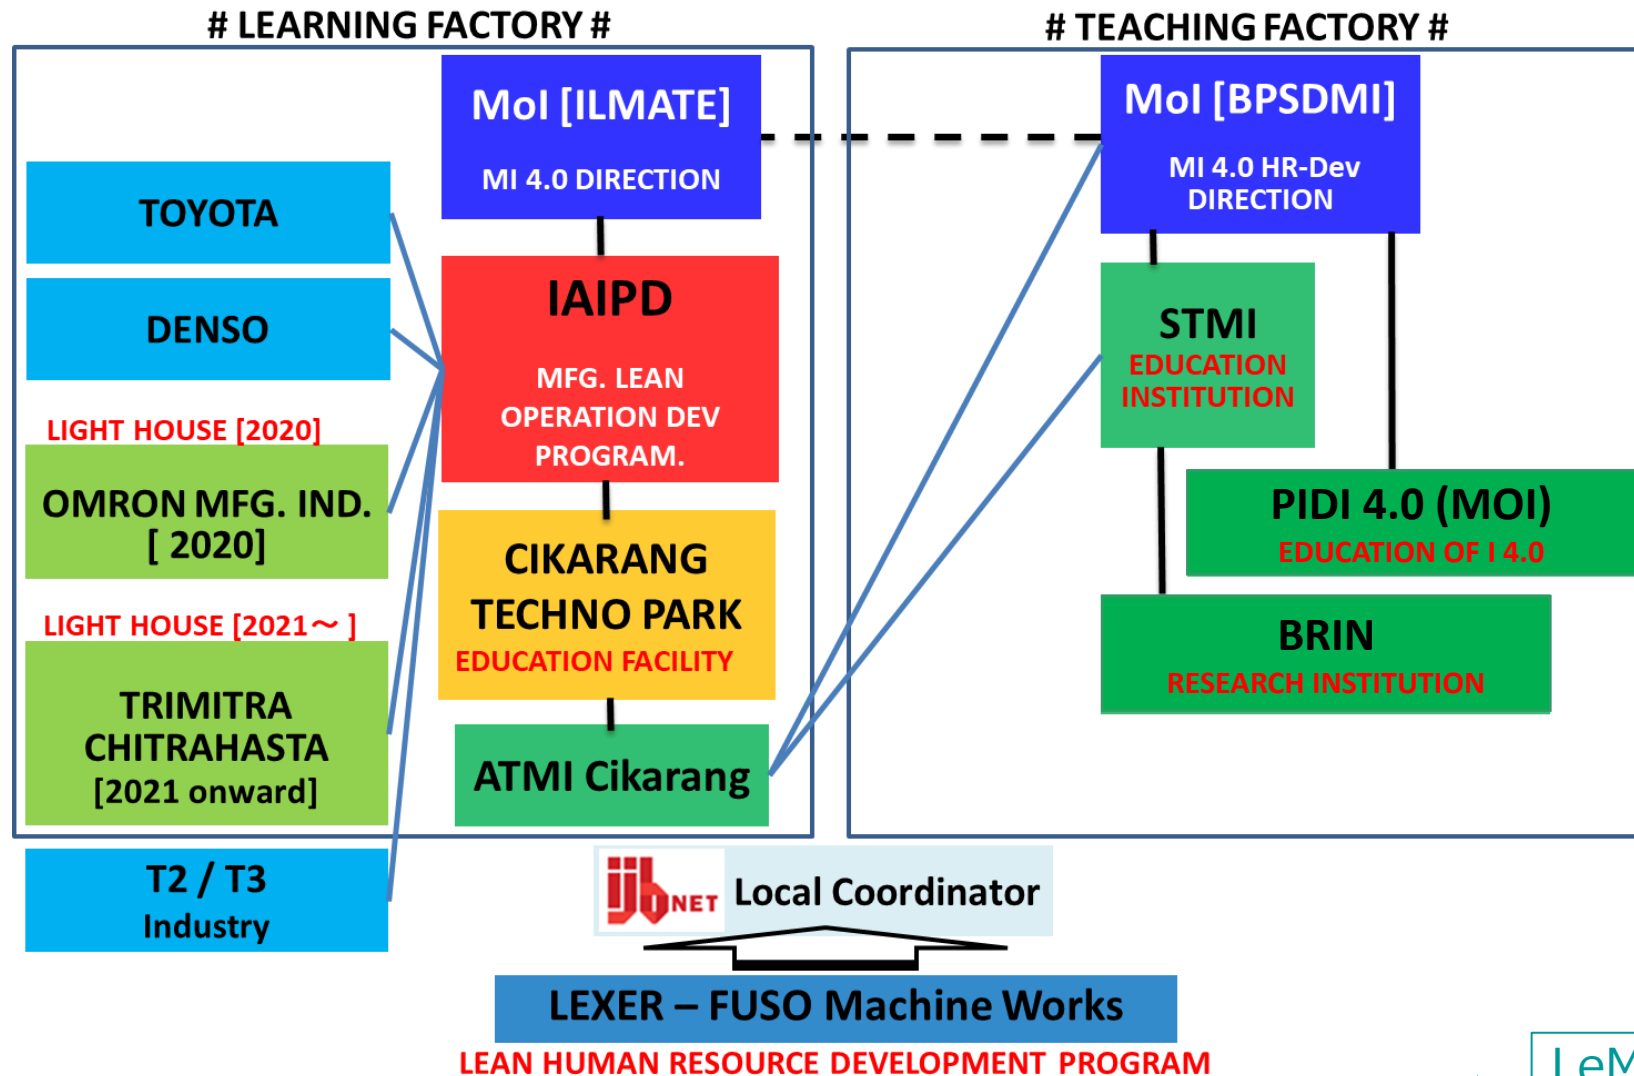 # LEARNING FACTORY #
MoI [ILMATE]
MI 4.0 DIRECTION
TOYOTA
DENSO
IAIPD
MFG. LEAN
OPERATION DEV
PROGRAM.
LIGHT HOUSE [2020]
OMRON MFG. IND.
[ 2020]
CIKARANG
TECHNO PARK
EDUCATION FACILITY
LIGHT HOUSE [2021～ ]
TRIMITRA
CHITRAHASTA
[2021 onward]
ATMI Cikarang
T2 / T3
Industry
# TEACHING FACTORY #
MoI [BPSDMI]
MI 4.0 HR-Dev
DIRECTION
STMI
EDUCATION
INSTITUTION
PIDI 4.0 (MOI)
EDUCATION OF I 4.0
BRIN
RESEARCH INSTITUTION
ijb NET Local Coordinator
LEXER – FUSO Machine Works
LEAN HUMAN RESOURCE DEVELOPMENT PROGRAM